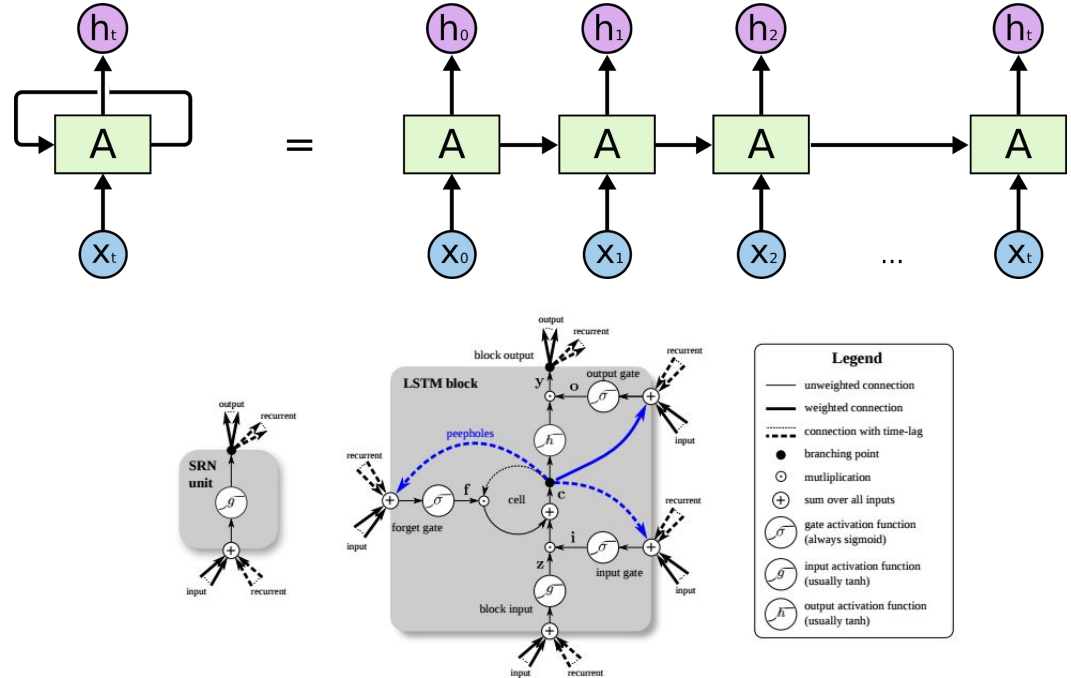 hₜ h₀ h₁ h₂ hₜ
A = A A A A
xₜ x₀ x₁ x₂ ... xₜ
output
recurrent
SRN
unit
g
input
recurrent
output
recurrent
block output
LSTM block
y
o
output gate
σ
recurrent
input
h
peepholes
recurrent
f
σ
cell
c
forget gate
input
recurrent
i
σ
z
input gate
input
g
block input
input
recurrent
Legend
unweighted connection
weighted connection
connection with time-lag
branching point
mutliplication
sum over all inputs
σ
gate activation function
(always sigmoid)
g
input activation function
(usually tanh)
h
output activation function
(usually tanh)